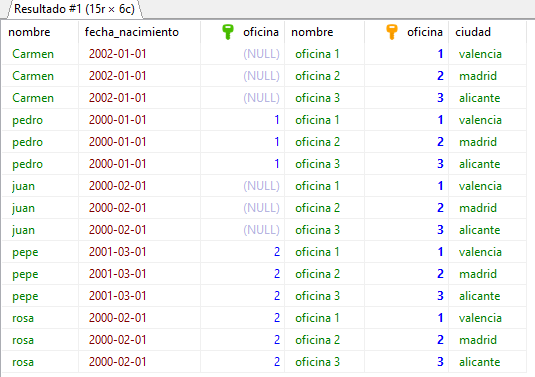 Resultado #1 (15r × 6c)
nombre fecha_nacimiento oficina nombre oficina ciudad
Carmen 2002-01-01 (NULL) oficina 1 1 valencia
Carmen 2002-01-01 (NULL) oficina 2 2 madrid
Carmen 2002-01-01 (NULL) oficina 3 3 alicante
pedro 2000-01-01 1 oficina 1 1 valencia
pedro 2000-01-01 1 oficina 2 2 madrid
pedro 2000-01-01 1 oficina 3 3 alicante
juan 2000-02-01 (NULL) oficina 1 1 valencia
juan 2000-02-01 (NULL) oficina 2 2 madrid
juan 2000-02-01 (NULL) oficina 3 3 alicante
pepe 2001-03-01 2 oficina 1 1 valencia
pepe 2001-03-01 2 oficina 2 2 madrid
pepe 2001-03-01 2 oficina 3 3 alicante
rosa 2000-02-01 2 oficina 1 1 valencia
rosa 2000-02-01 2 oficina 2 2 madrid
rosa 2000-02-01 2 oficina 3 3 alicante